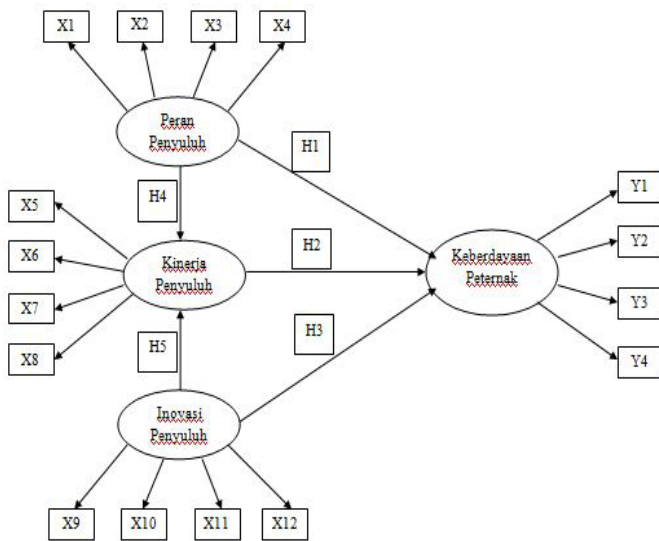 X1
X2
X3
X4
Peran
Penyuluh
H1
H4
X5
X6
X7
X8
Kinerja
Penyuluh
H2
Keberdayaan
Peternak
Y1
Y2
Y3
Y4
H3
H5
Inovasi
Penyuluh
X9
X10
X11
X12